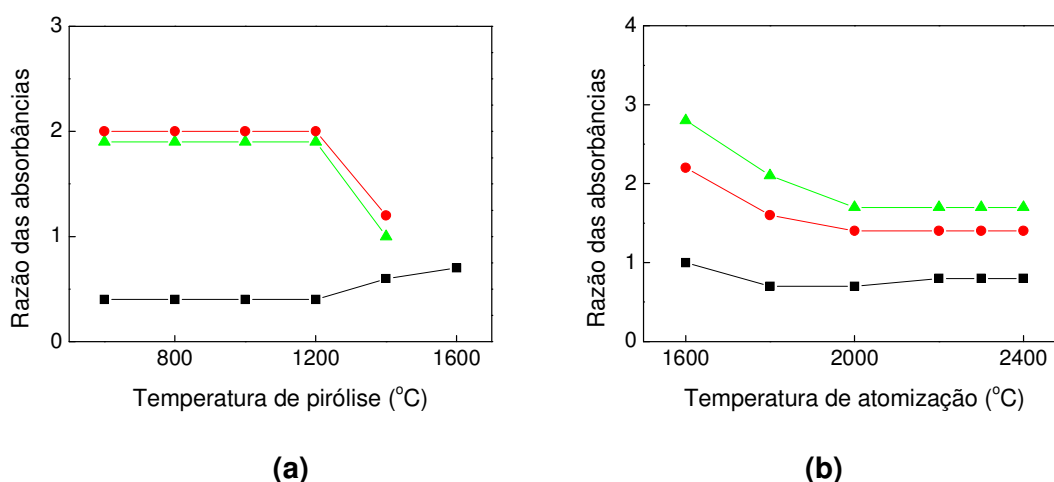 3
2
1
0
Razão das absorbâncias
800
1200
1600
Temperatura de pirólise (°C)
(a)
4
3
2
1
0
Razão das absorbâncias
1600
2000
2400
Temperatura de atomização (°C)
(b)